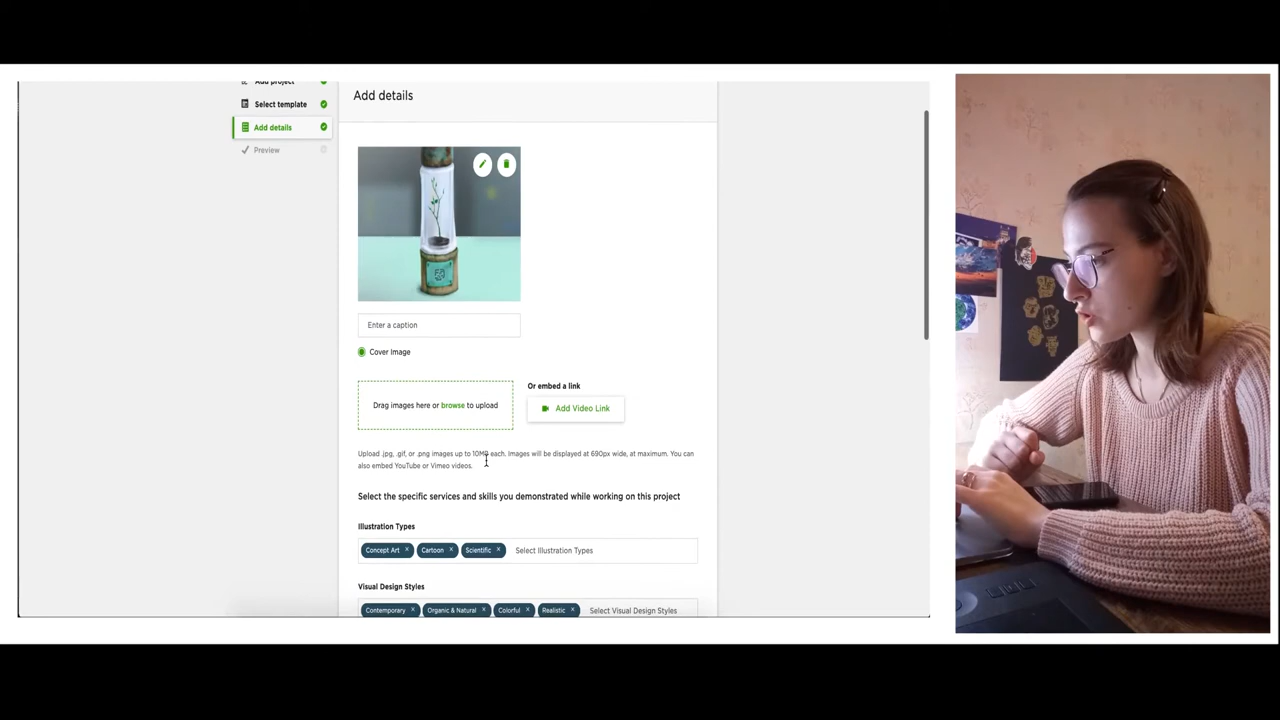 Add project
Select template
Add details
Preview
Add details
Enter a caption
Cover Image
Drag images here or browse to upload
Or embed a link
Add Video Link
Upload .jpg, .gif, or .png images up to 10MB each. Images will be displayed at 690px wide, at maximum. You can
also embed YouTube or Vimeo videos.
Select the specific services and skills you demonstrated while working on this project
Illustration Types
Concept Art x Cartoon x Scientific x Select Illustration Types
Visual Design Styles
Contemporary x Organic & Natural x Colorful x Realistic x Select Visual Design Styles